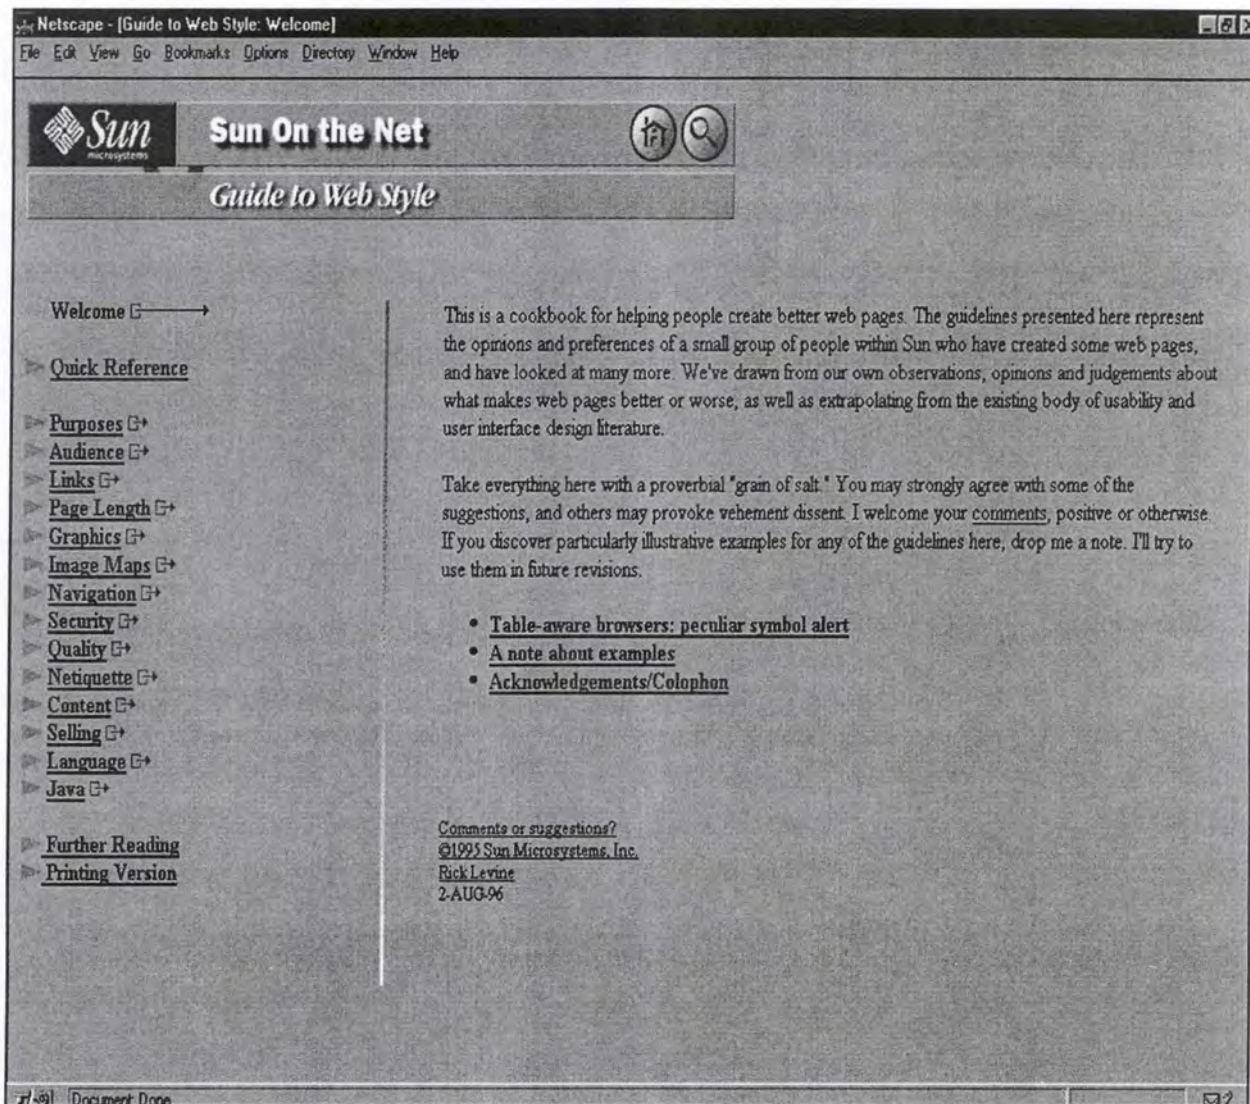 Netscape - [Guide to Web Style: Welcome]
File Edit View Go Bookmarks Options Directory Window Help
Sun
microsystems
Sun On the Net
Guide to Web Style
Welcome
Quick Reference
Purposes
Audience
Links
Page Length
Graphics
Image Maps
Navigation
Security
Quality
Netiquette
Content
Selling
Language
Java
Further Reading
Printing Version
This is a cookbook for helping people create better web pages. The guidelines presented here represent
the opinions and preferences of a small group of people within Sun who have created some web pages,
and have looked at many more. We've drawn from our own observations, opinions and judgements about
what makes web pages better or worse, as well as extrapolating from the existing body of usability and
user interface design literature.
Take everything here with a proverbial "grain of salt." You may strongly agree with some of the
suggestions, and others may provoke vehement dissent. I welcome your comments, positive or otherwise.
If you discover particularly illustrative examples for any of the guidelines here, drop me a note. I'll try to
use them in future revisions.
• Table-aware browsers: peculiar symbol alert
• A note about examples
• Acknowledgements/Colophon
Comments or suggestions?
©1995 Sun Microsystems, Inc.
Rick Levine
2-AUG-96
Document: Done